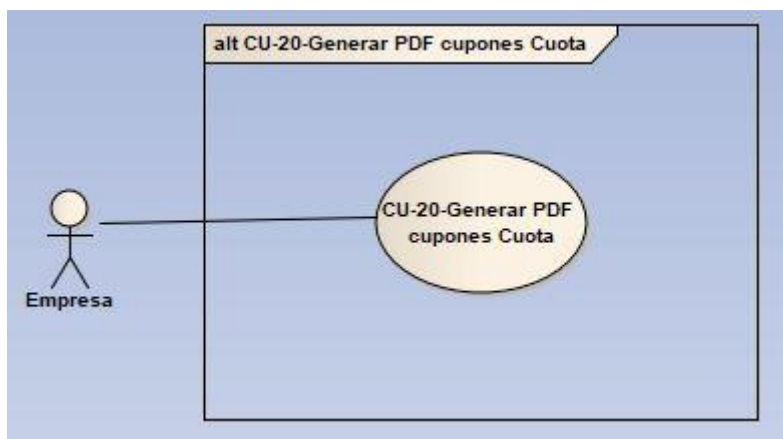 alt CU-20-Generar PDF cupones Cuota
CU-20-Generar PDF
cupones Cuota
Empresa